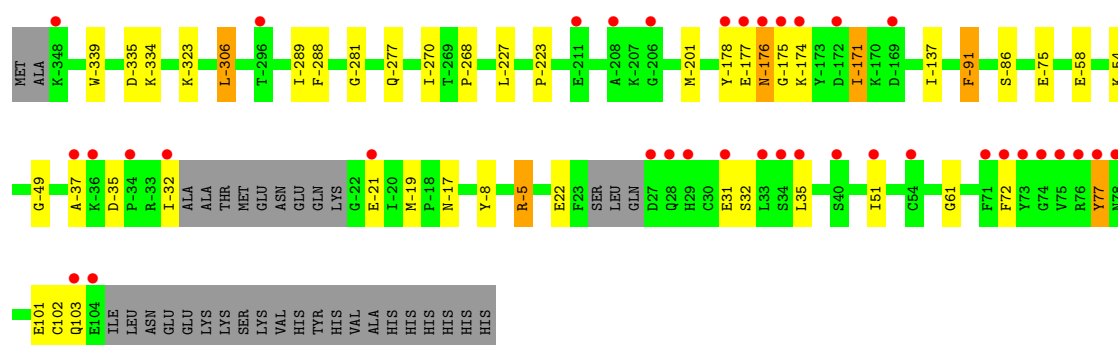 MET ALA K-348 W-339 D-335 K-334 K-323 L-306 T-296 I-289 F-288 G-281 Q-277 I-270 T-269 P-268 L-227 P-223 E-211 A-208 K-207 G-206 M-201 Y-178 E-177 N-176 G-175 K-174 Y-173 D-172 I-171 K-170 D-169 I-137 F-91 S-86 E-75 E-58 K-54
G-49 A-37 K-36 D-35 P-34 R-33 I-32 ALA ALA THR MET GLU ASN GLU GLN LYS G-22 E-21 I-20 M-19 P-18 N-17 Y-8 R-5 E22 F23 SER LEU GLN D27 Q28 H29 C30 E31 S32 L33 S34 L35 S40 I51 C54 G61 F71 F72 Y73 G74 V75 R76 Y77 N78
E101 C102 Q103 E104 ILE LEU ASN GLU GLU LYS LYS SER LYS VAL HIS TYR HIS VAL ALA HIS HIS HIS HIS HIS HIS